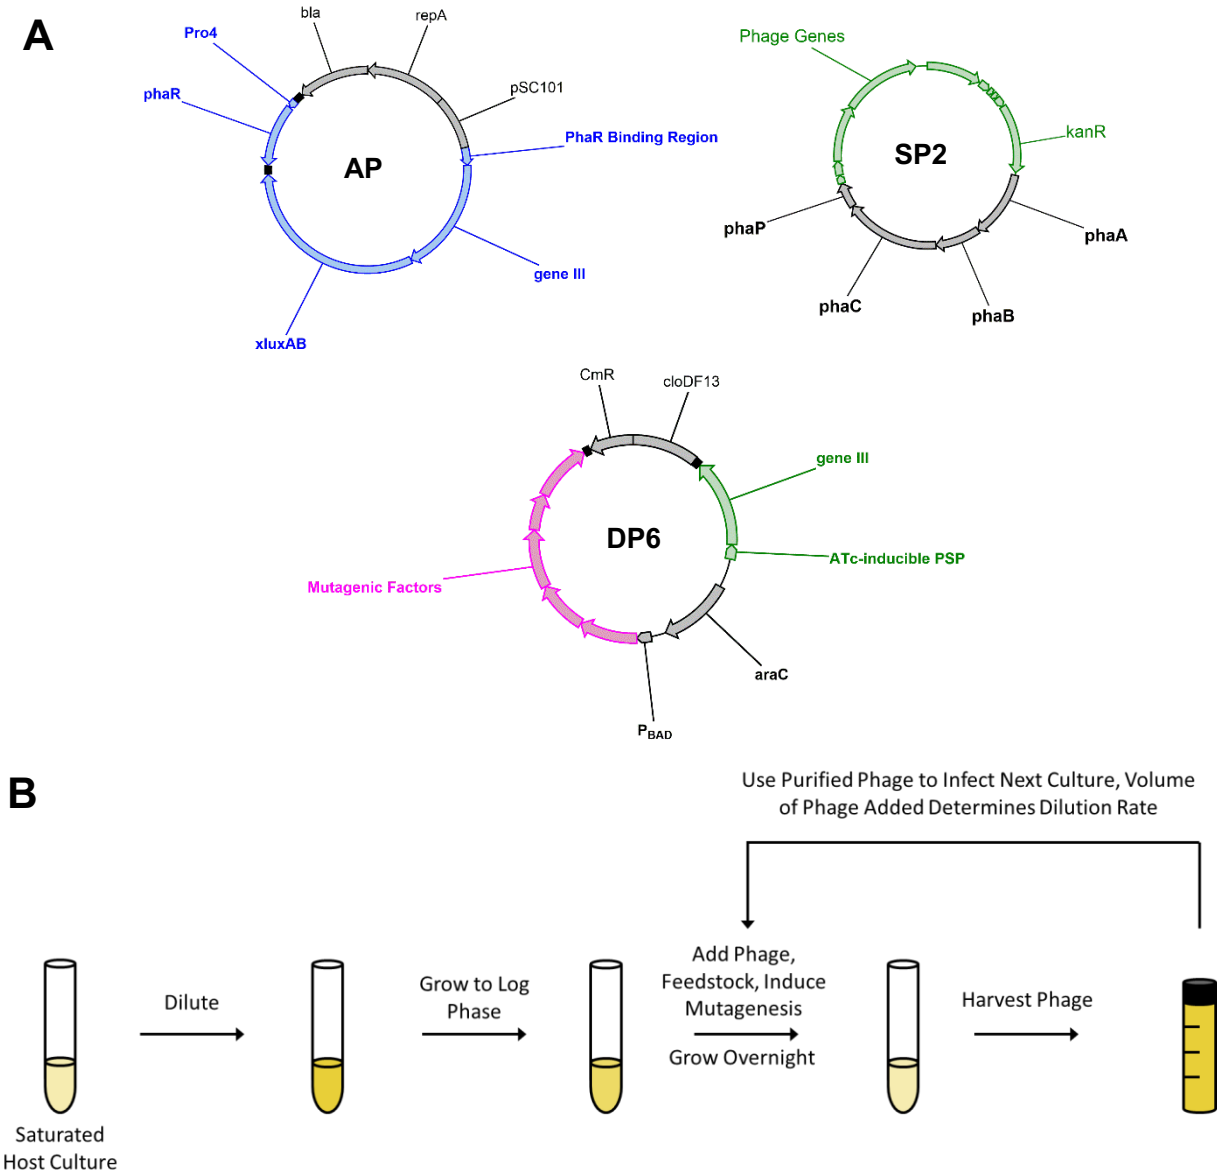 A
bla
repA
Pro4
phaR
pSC101
PhaR Binding Region
AP
gene III
xluxAB
Phage Genes
kanR
SP2
phaP
phaA
phaC
phaB
CmR
cloDF13
gene III
DP6
ATc-inducible PSP
Mutagenic Factors
araC
PBAD
B
Use Purified Phage to Infect Next Culture, Volume
of Phage Added Determines Dilution Rate
Saturated
Host Culture
Dilute
Grow to Log
Phase
Add Phage,
Feedstock, Induce
Mutagenesis
Grow Overnight
Harvest Phage